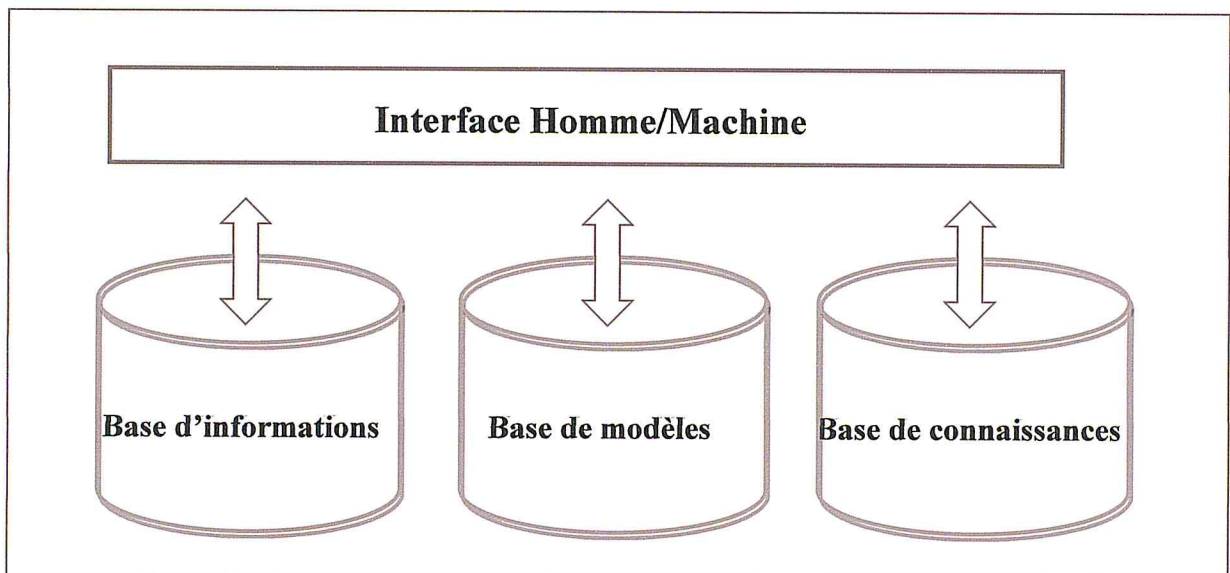 Interface Homme/Machine
Base d'informations
Base de modèles
Base de connaissances